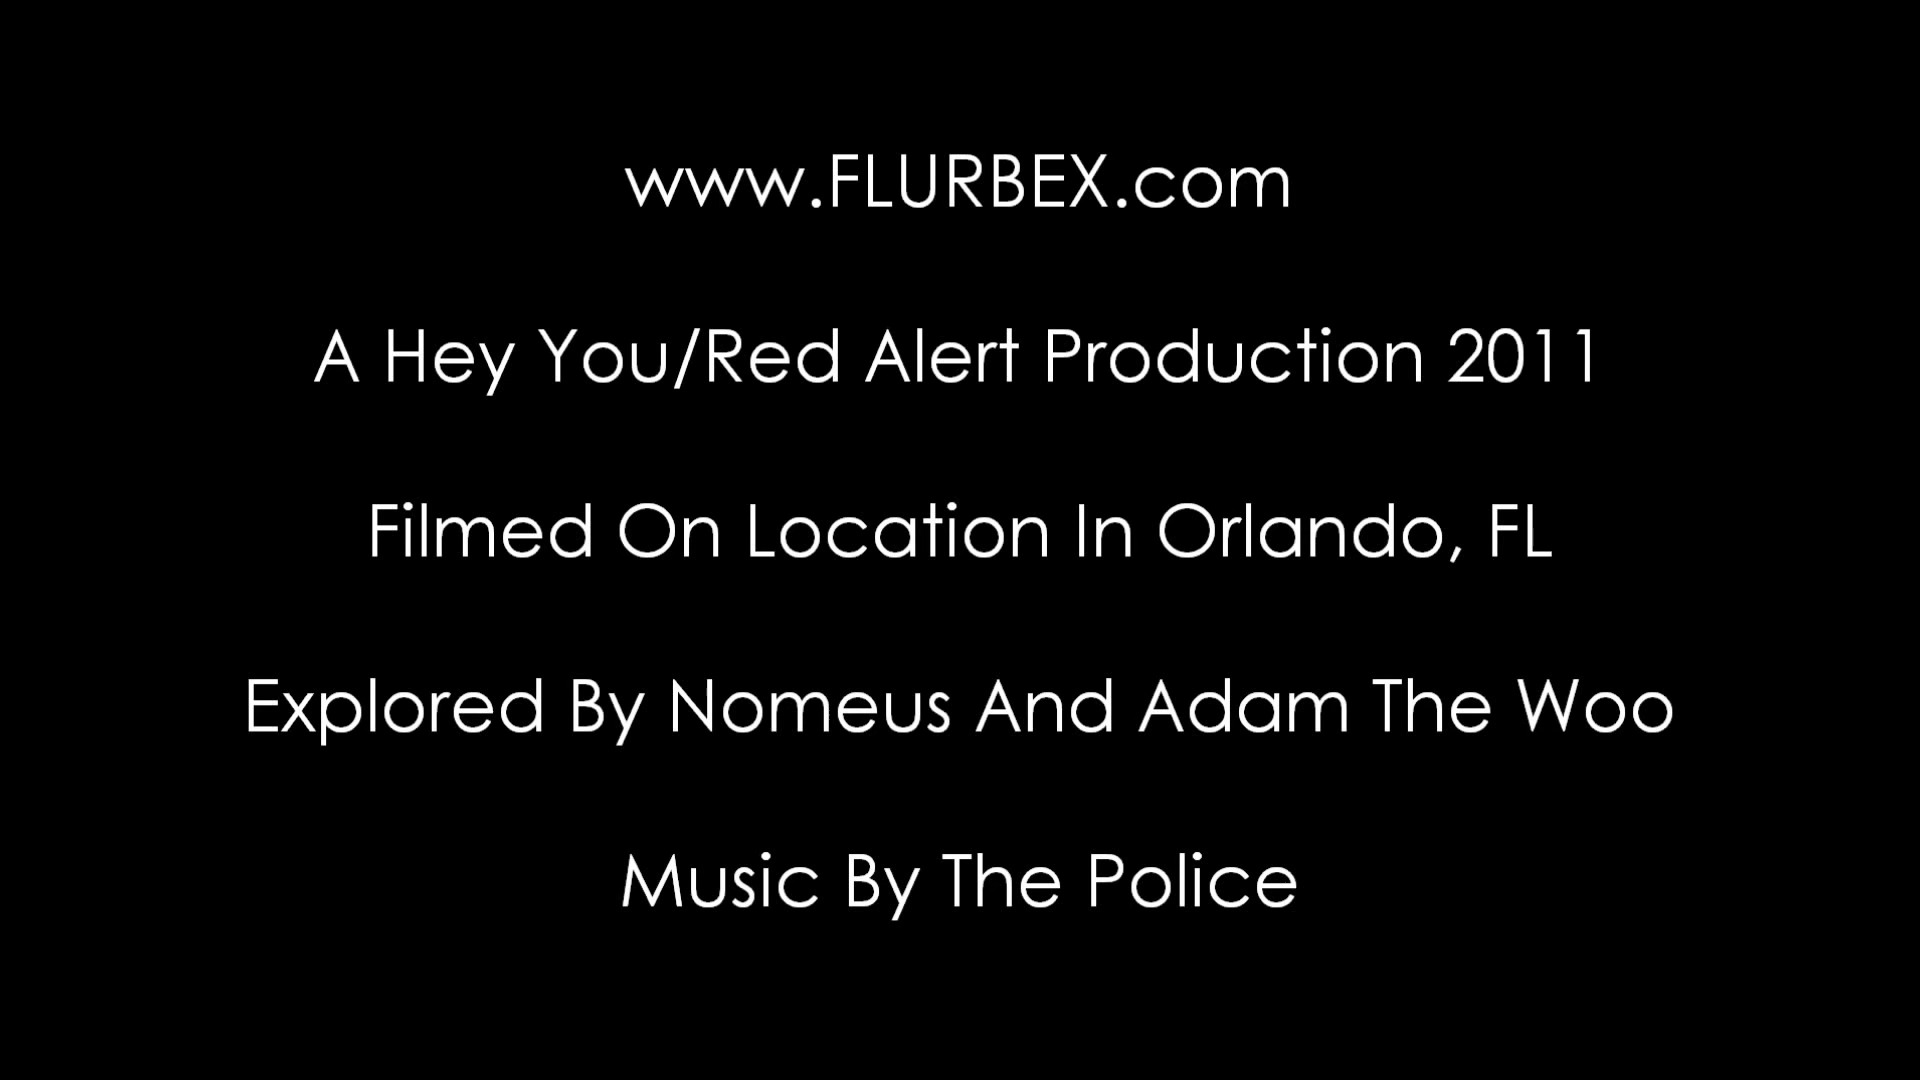 www.FLURBEX.com
A Hey You/Red Alert Production 2011
Filmed On Location In Orlando, FL
Explored By Nomeus And Adam The Woo
Music By The Police